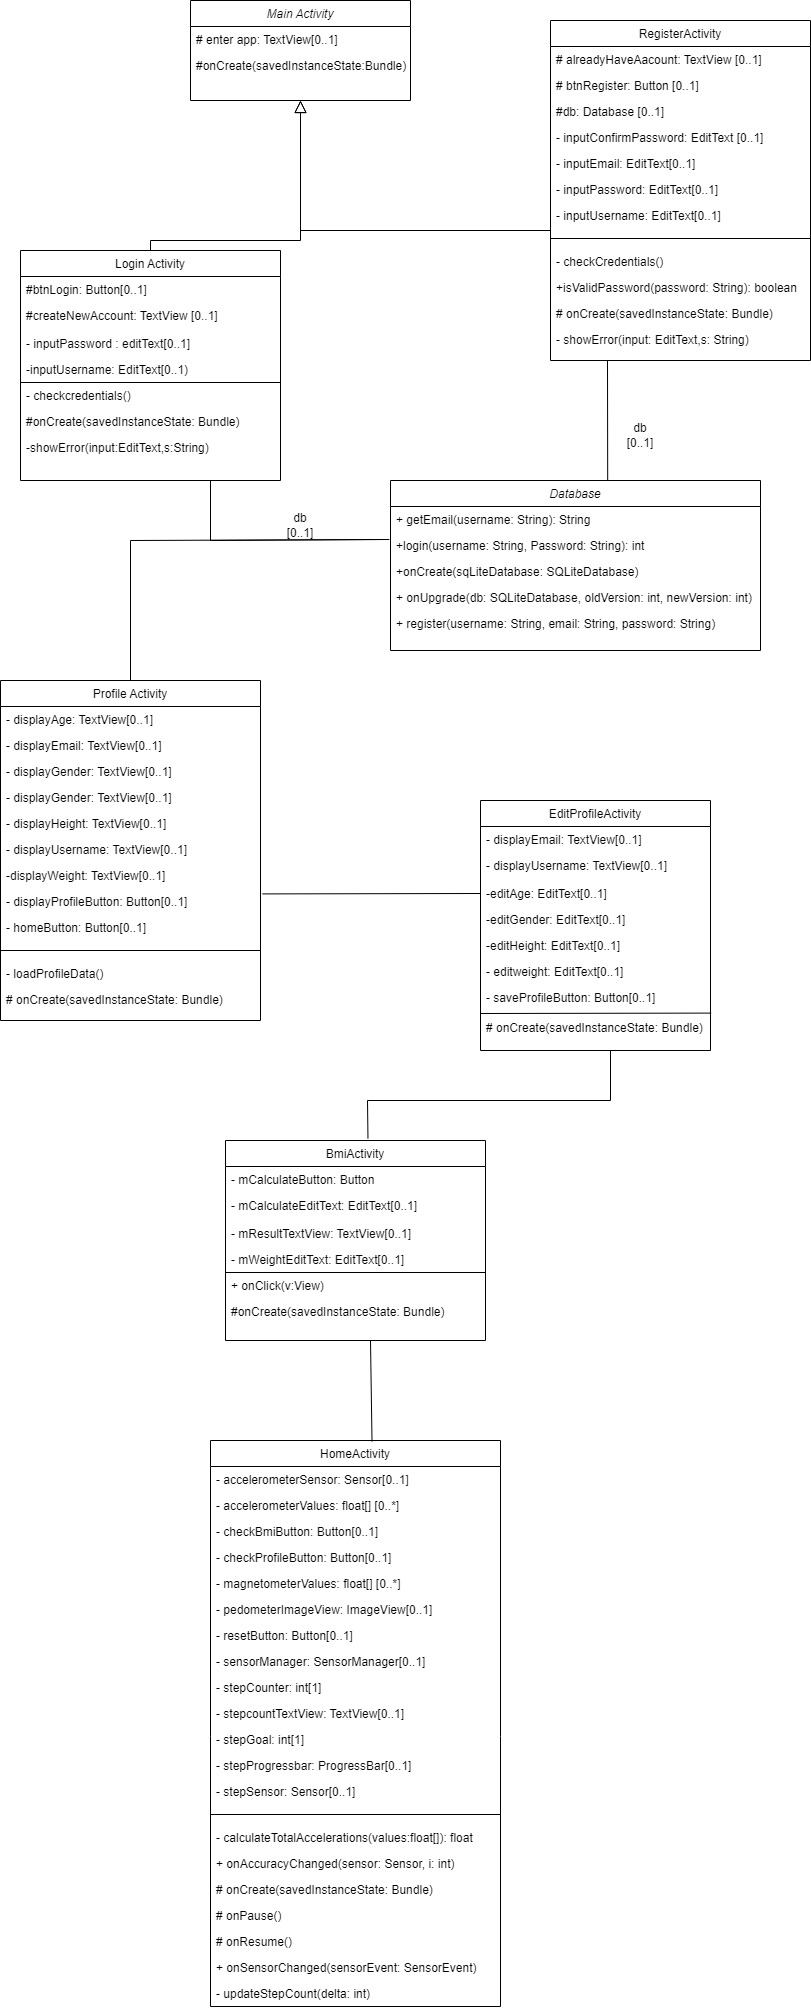 Main Activity
# enter app: TextView[0..1]
#onCreate(savedInstanceState:Bundle)
RegisterActivity
# alreadyHaveAacount: TextView [0..1]
# btnRegister: Button [0..1]
#db: Database [0..1]
- inputConfirmPassword: EditText [0..1]
- inputEmail: EditText[0..1]
- inputPassword: EditText[0..1]
- inputUsername: EditText[0..1]
- checkCredentials()
+isValidPassword(password: String): boolean
# onCreate(savedInstanceState: Bundle)
- showError(input: EditText,s: String)
Login Activity
#btnLogin: Button[0..1]
#createNewAccount: TextView [0..1]
- inputPassword : editText[0..1]
-inputUsername: EditText[0..1)
- checkcredentials()
#onCreate(savedInstanceState: Bundle)
-showError(input:EditText,s:String)
db
[0..1]
db
[0..1]
Database
+ getEmail(username: String): String
+login(username: String, Password: String): int
+onCreate(sqLiteDatabase: SQLiteDatabase)
+ onUpgrade(db: SQLiteDatabase, oldVersion: int, newVersion: int)
+ register(username: String, email: String, password: String)
Profile Activity
- displayAge: TextView[0..1]
- displayEmail: TextView[0..1]
- displayGender: TextView[0..1]
- displayGender: TextView[0..1]
- displayHeight: TextView[0..1]
- displayUsername: TextView[0..1]
-displayWeight: TextView[0..1]
- displayProfileButton: Button[0..1]
- homeButton: Button[0..1]
- loadProfileData()
# onCreate(savedInstanceState: Bundle)
EditProfileActivity
- displayEmail: TextView[0..1]
- displayUsername: TextView[0..1]
-editAge: EditText[0..1]
-editGender: EditText[0..1]
-editHeight: EditText[0..1]
- editweight: EditText[0..1]
- saveProfileButton: Button[0..1]
# onCreate(savedInstanceState: Bundle)
BmiActivity
- mCalculateButton: Button
- mCalculateEditText: EditText[0..1]
- mResultTextView: TextView[0..1]
- mWeightEditText: EditText[0..1]
+ onClick(v:View)
#onCreate(savedInstanceState: Bundle)
HomeActivity
- accelerometerSensor: Sensor[0..1]
- accelerometerValues: float[] [0..*]
- checkBmiButton: Button[0..1]
- checkProfileButton: Button[0..1]
- magnetometerValues: float[] [0..*]
- pedometerImageView: ImageView[0..1]
- resetButton: Button[0..1]
- sensorManager: SensorManager[0..1]
- stepCounter: int[1]
- stepcountTextView: TextView[0..1]
- stepGoal: int[1]
- stepProgressbar: ProgressBar[0..1]
- stepSensor: Sensor[0..1]
- calculateTotalAccelerations(values:float[]): float
+ onAccuracyChanged(sensor: Sensor, i: int)
# onCreate(savedInstanceState: Bundle)
# onPause()
# onResume()
+ onSensorChanged(sensorEvent: SensorEvent)
- updateStepCount(delta: int)